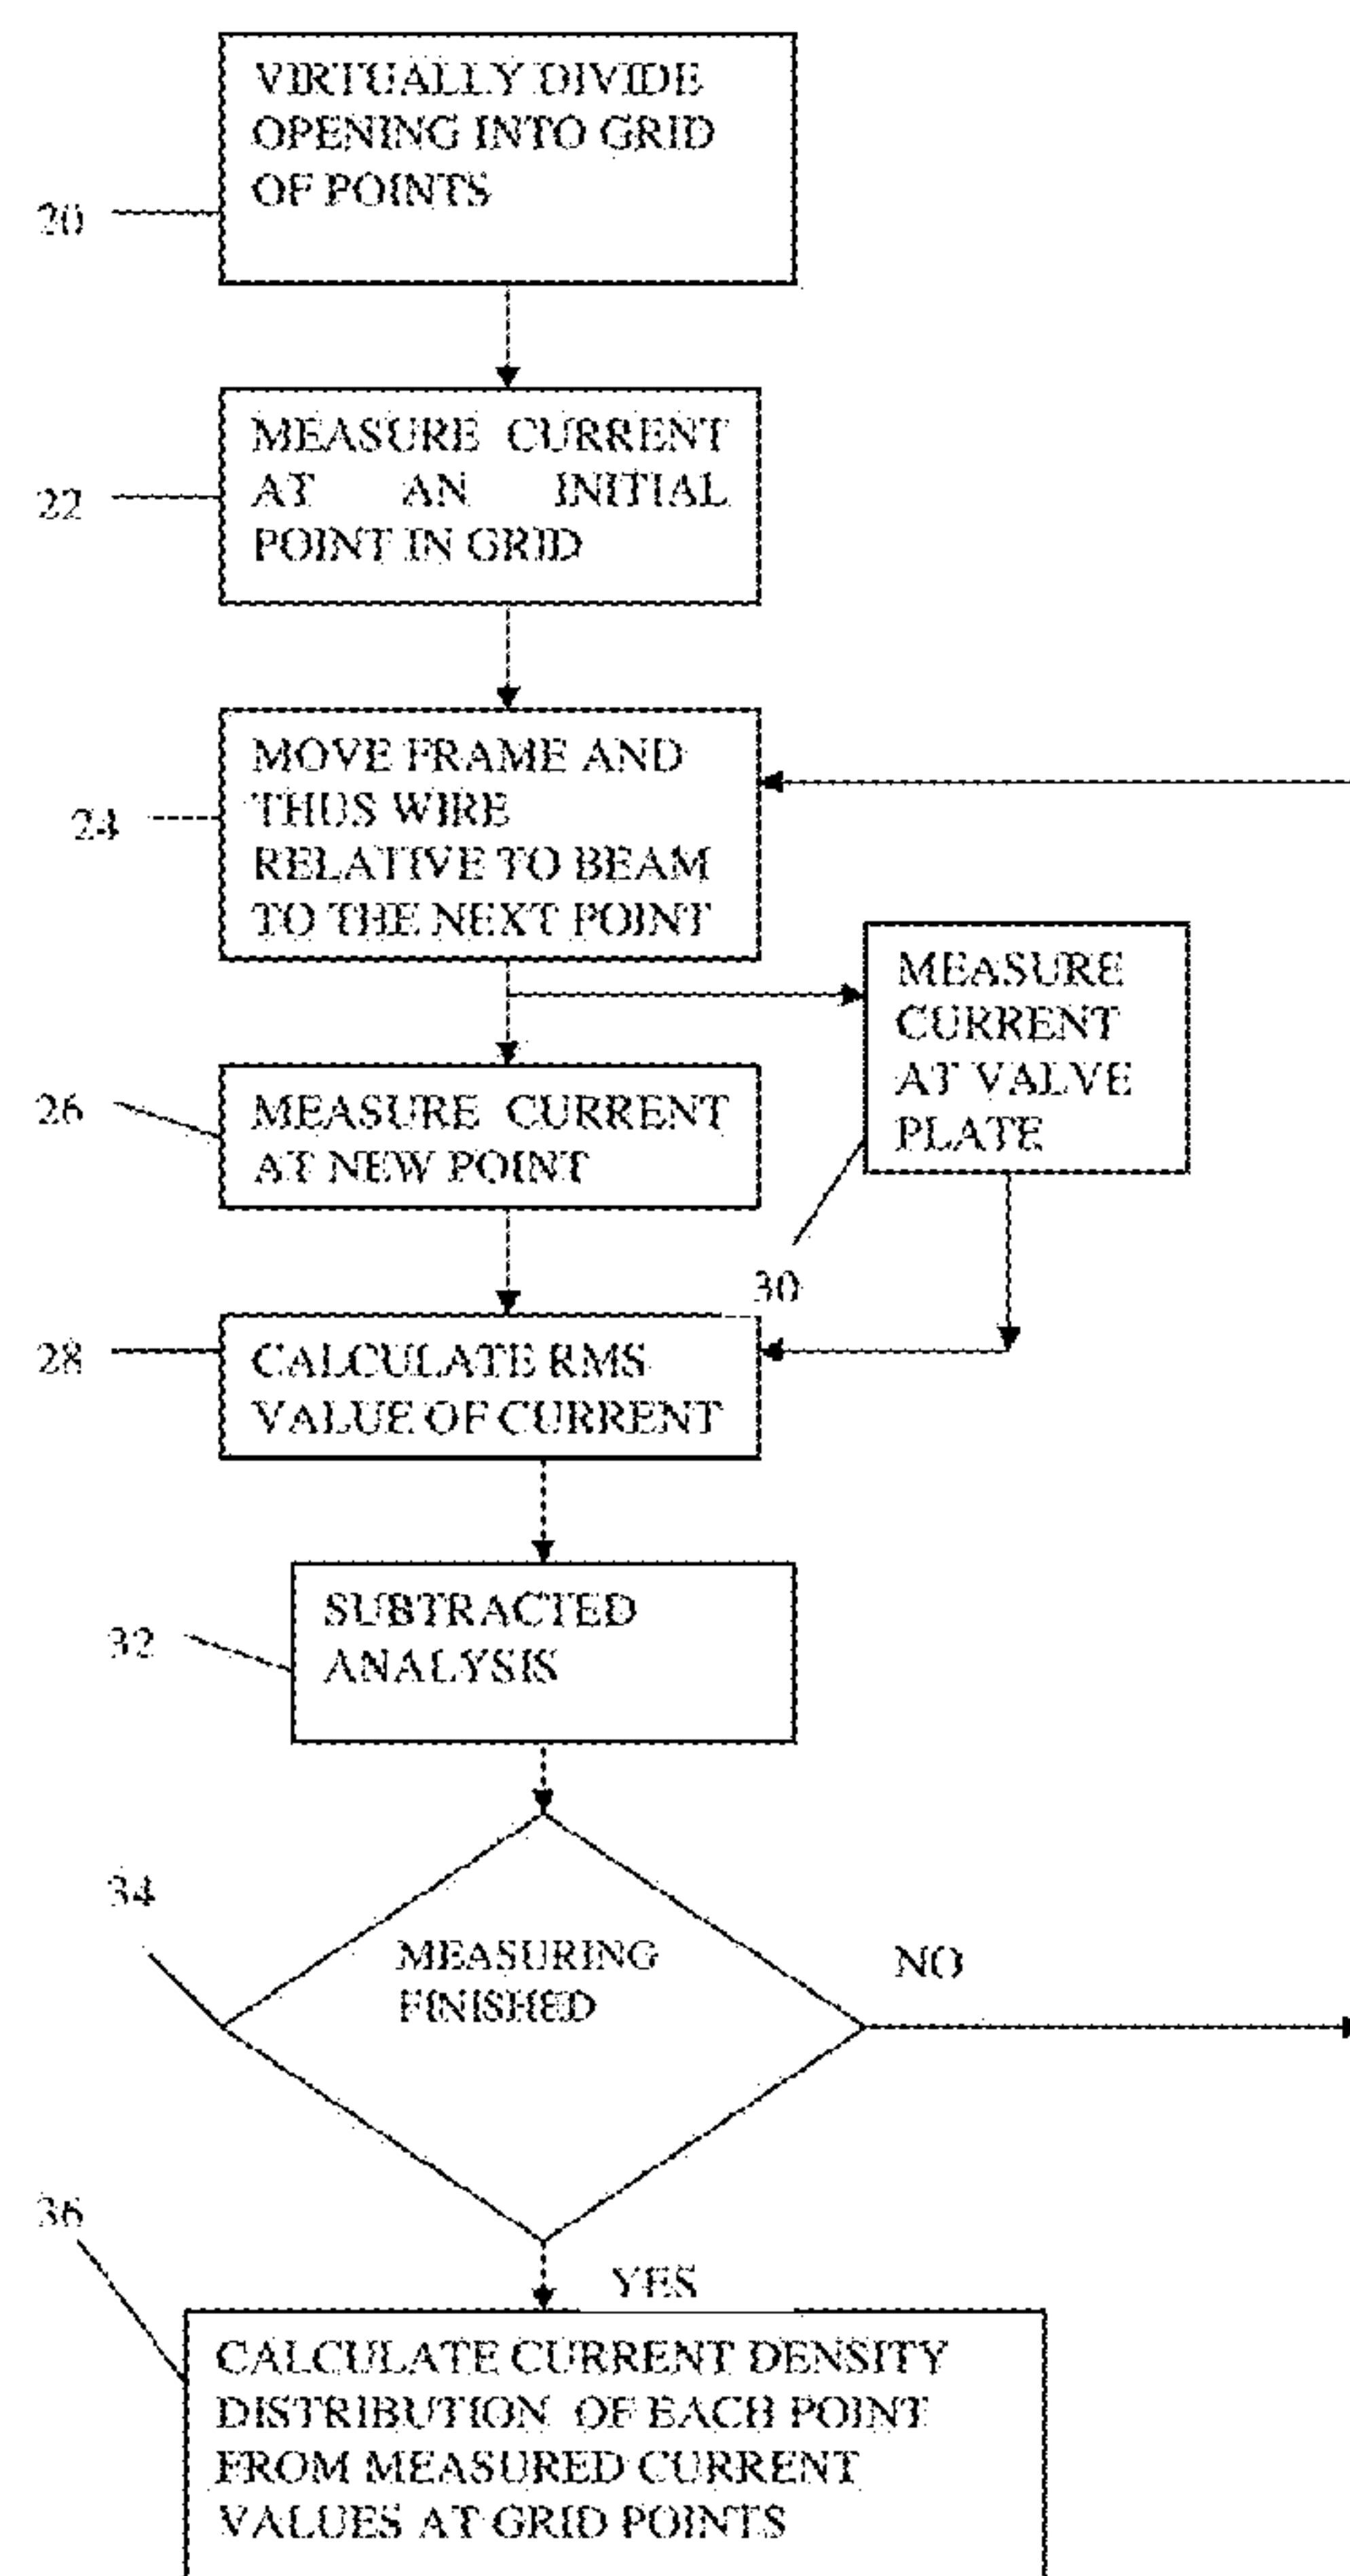 VIRTUALLY DIVIDE
OPENING INTO GRID
OF POINTS
20
MEASURE CURRENT
AT AN INITIAL
POINT IN GRID
22
MOVE FRAME AND
THUS WIRE
RELATIVE TO BEAM
TO THE NEXT POINT
24
MEASURE
CURRENT
AT VALVE
PLATE
30
MEASURE CURRENT
AT NEW POINT
26
CALCULATE RMS
VALUE OF CURRENT
28
SUBTRACTED
ANALYSIS
32
34
MEASURING
FINISHED
NO
YES
36
CALCULATE CURRENT DENSITY
DISTRIBUTION OF EACH POINT
FROM MEASURED CURRENT
VALUES AT GRID POINTS